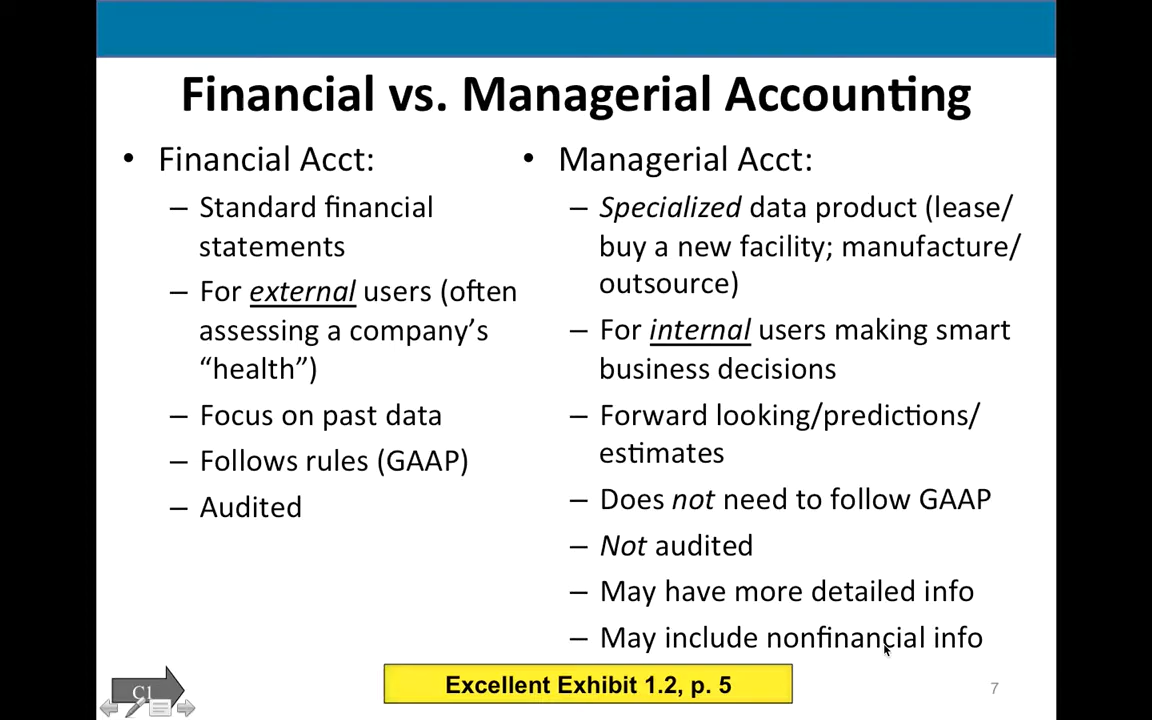 Financial vs. Managerial Accounting
• Financial Acct:
– Standard financial
statements
– For external users (often
assessing a company’s
“health”)
– Focus on past data
– Follows rules (GAAP)
– Audited
• Managerial Acct:
– Specialized data product (lease/
buy a new facility; manufacture/
outsource)
– For internal users making smart
business decisions
– Forward looking/predictions/
estimates
– Does not need to follow GAAP
– Not audited
– May have more detailed info
– May include nonfinancial info
C1
Excellent Exhibit 1.2, p. 5
7